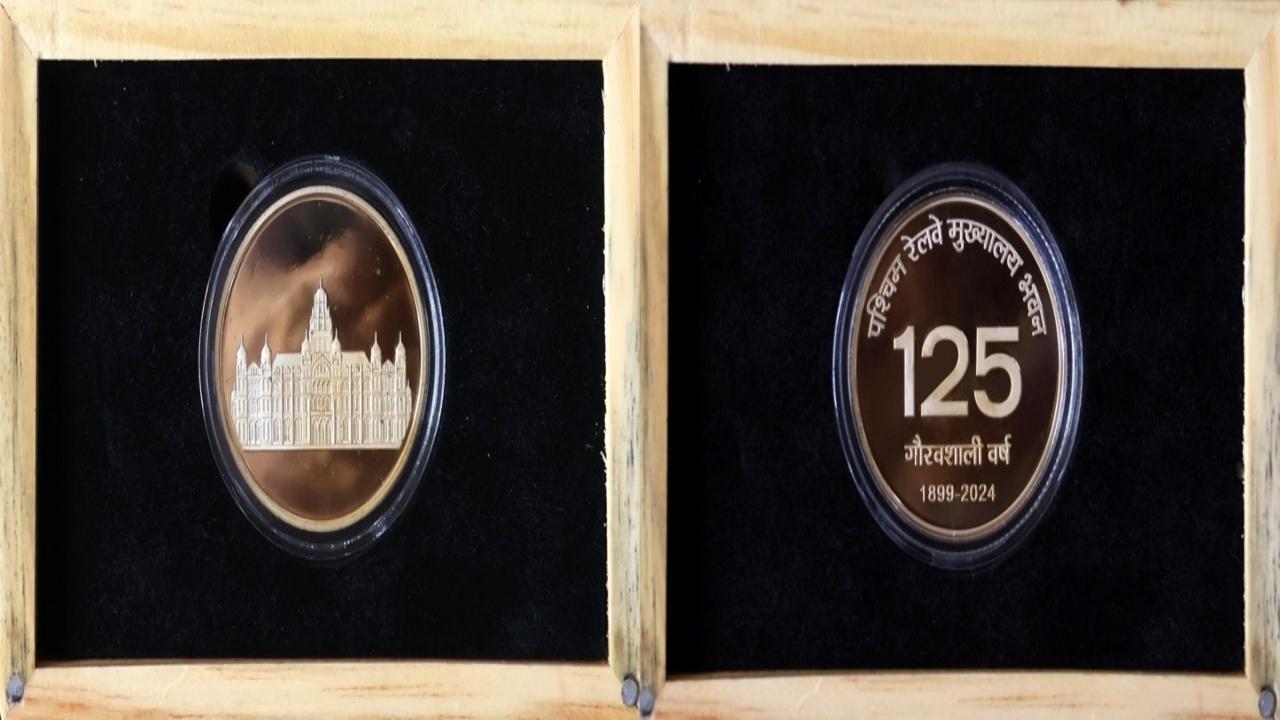 पश्चिम रेलवे मुख्यालय भवन
125
गौरवशाली वर्ष
1899-2024